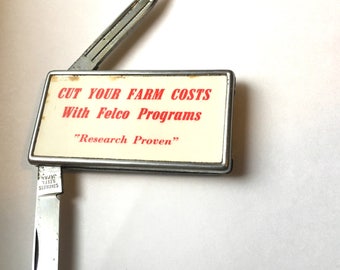 CUT YOUR FARM COSTS
With Felco Programs
"Research Proven"